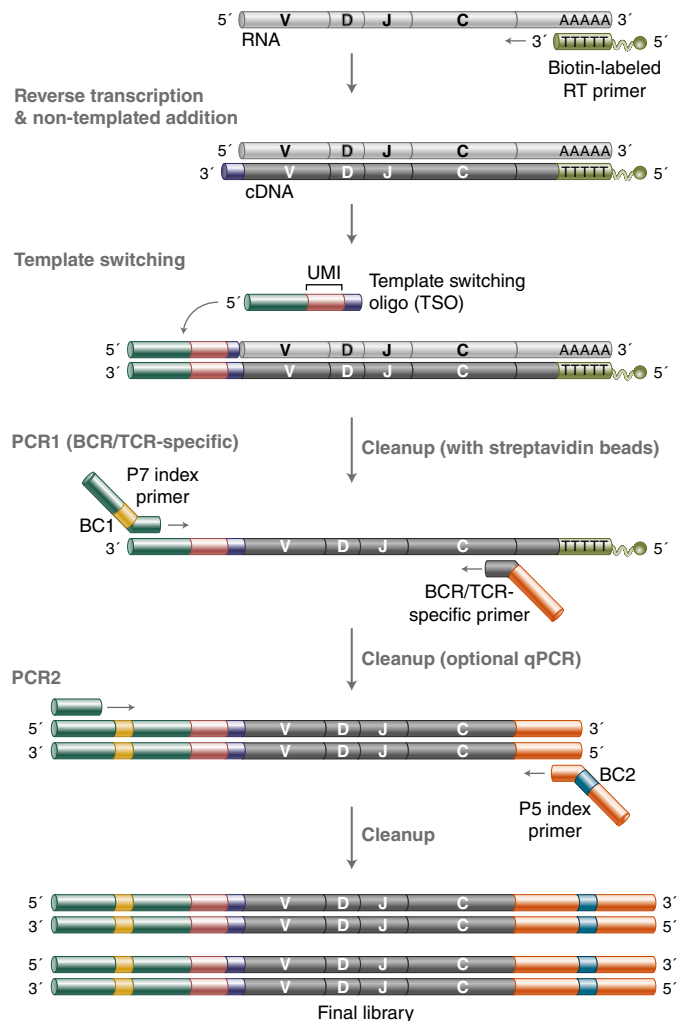 5´ V D J C AAAAA 3´
RNA 3´ TTTTT 5´
Biotin-labeled
RT primer
Reverse transcription
& non-templated addition
5´ V D J C AAAAA 3´
3´ V D J C TTTTT 5´
cDNA
Template switching
UMI
5´ Template switching
oligo (TSO)
5´ V D J C AAAAA 3´
3´ V D J C TTTTT 5´
PCR1 (BCR/TCR-specific)
Cleanup (with streptavidin beads)
P7 index
primer
BC1
3´ V D J C TTTTT 5´
BCR/TCR-
specific primer
Cleanup (optional qPCR)
PCR2
5´ V D J C 3´
3´ V D J C 5´
BC2
P5 index
primer
Cleanup
5´ V D J C 3´
3´ V D J C 5´
5´ V D J C 3´
3´ V D J C 5´
Final library